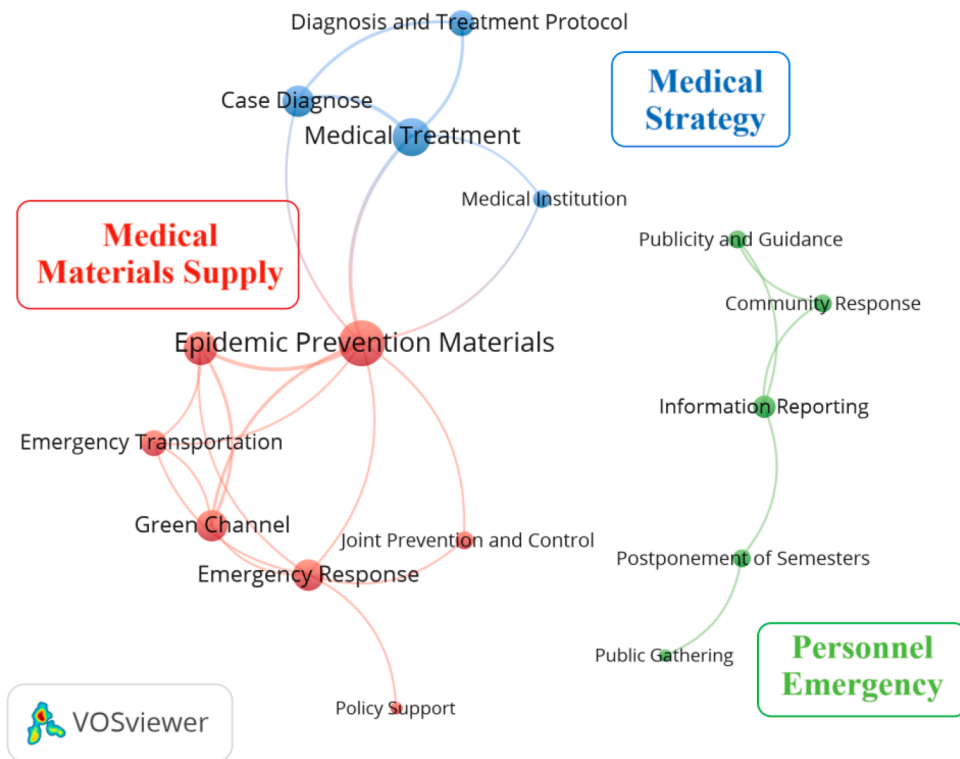 Diagnosis and Treatment Protocol
Medical
Strategy
Case Diagnose
Medical Treatment
Medical Institution
Medical
Materials Supply
Publicity and Guidance
Community Response
Epidemic Prevention Materials
Information Reporting
Emergency Transportation
Green Channel
Joint Prevention and Control
Emergency Response
Postponement of Semesters
Public Gathering
Personnel
Emergency
Policy Support
VOSviewer